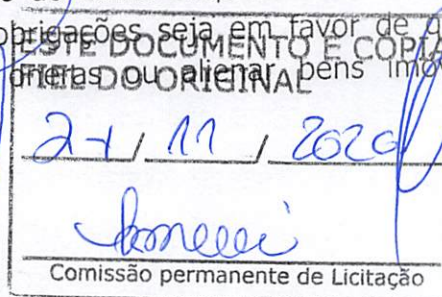 obrigações seja em favor de
ESTE DOCUMENTO É CÓPIA
ou alienar bens
FIEL DO ORIGINAL
/ 11 / 2020
Comissão permanente de Licitação